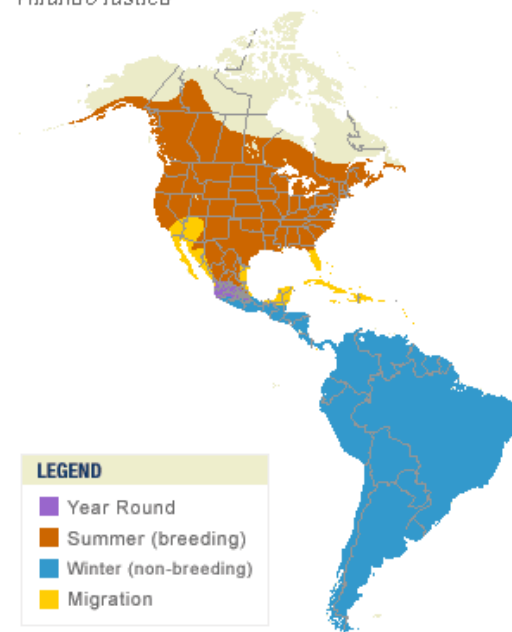 LEGEND
Year Round
Summer (breeding)
Winter (non-breeding)
Migration